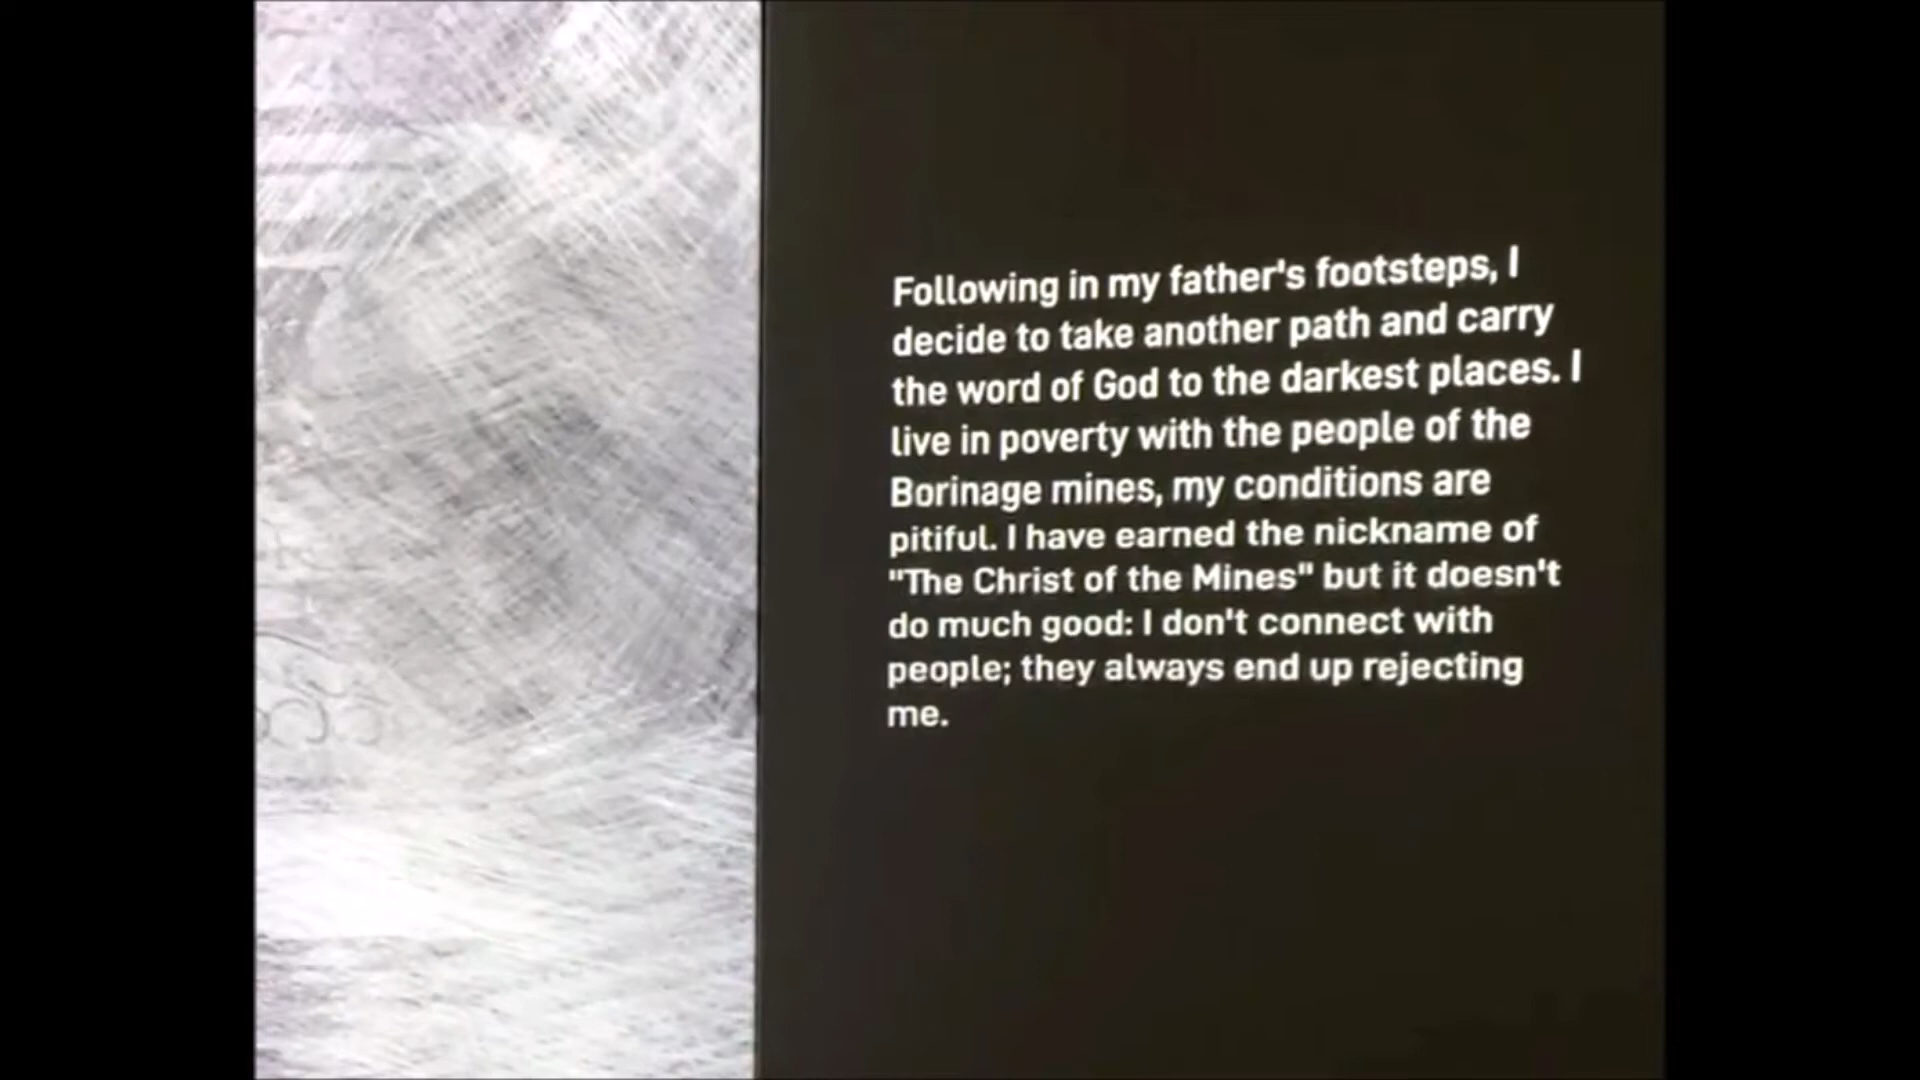 Following in my father's footsteps, I
decide to take another path and carry
the word of God to the darkest places. I
live in poverty with the people of the
Borinage mines, my conditions are
pitiful. I have earned the nickname of
"The Christ of the Mines" but it doesn't
do much good: I don't connect with
people; they always end up rejecting
me.